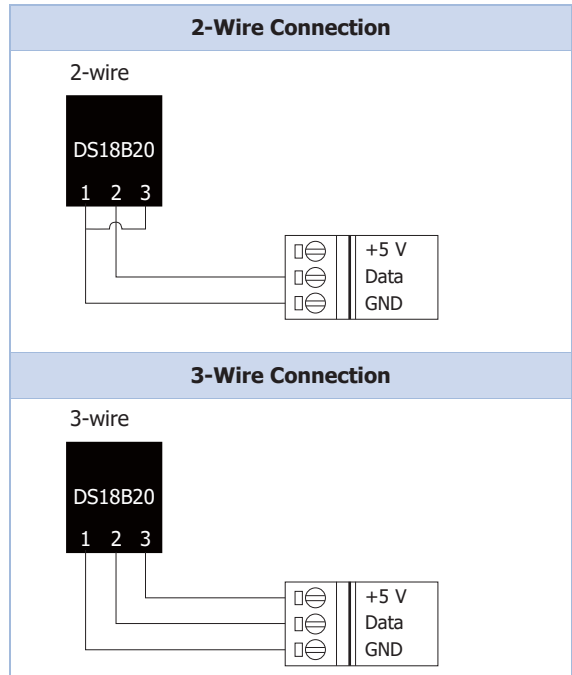 2-Wire Connection
2-wire
DS18B20
1 2 3
+5 V
Data
GND
3-Wire Connection
3-wire
DS18B20
1 2 3
+5 V
Data
GND